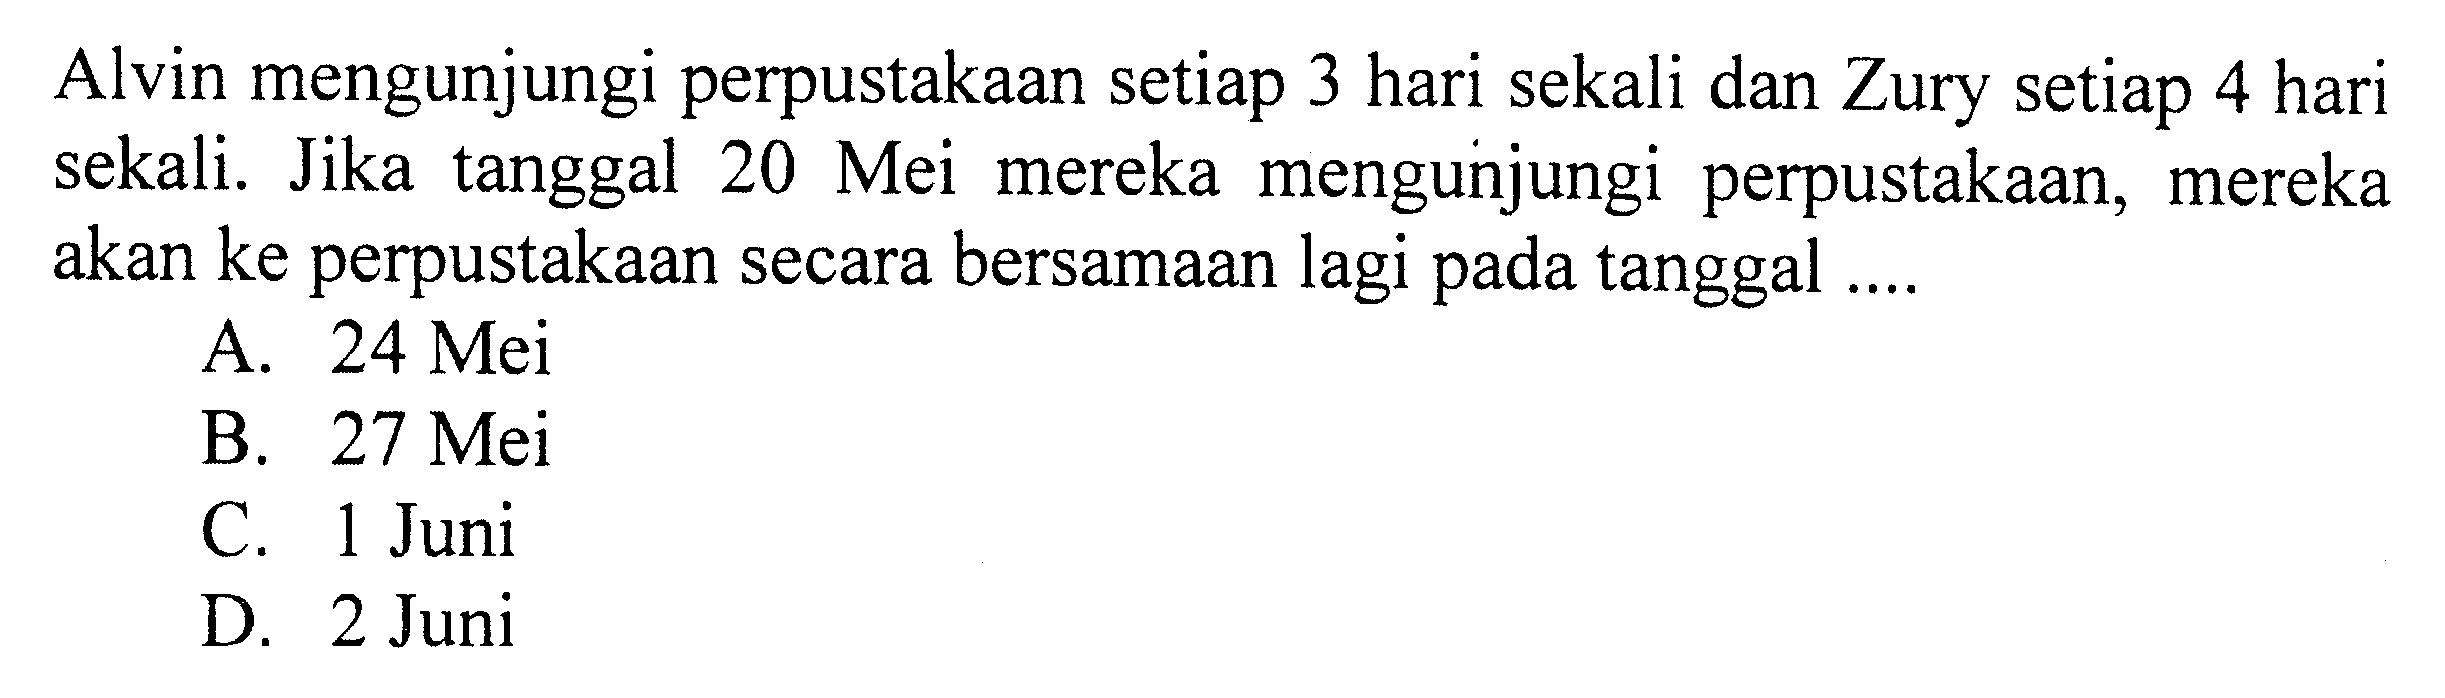 Alvin mengunjungi perpustakaan setiap 3 hari sekali dan Zury setiap 4 hari
sekali. Jika tanggal 20 Mei mereka mengunjungi perpustakaan, mereka
akan ke perpustakaan secara bersamaan lagi pada tanggal ....
A. 24 Mei
B. 27 Mei
C. 1 Juni
D. 2 Juni